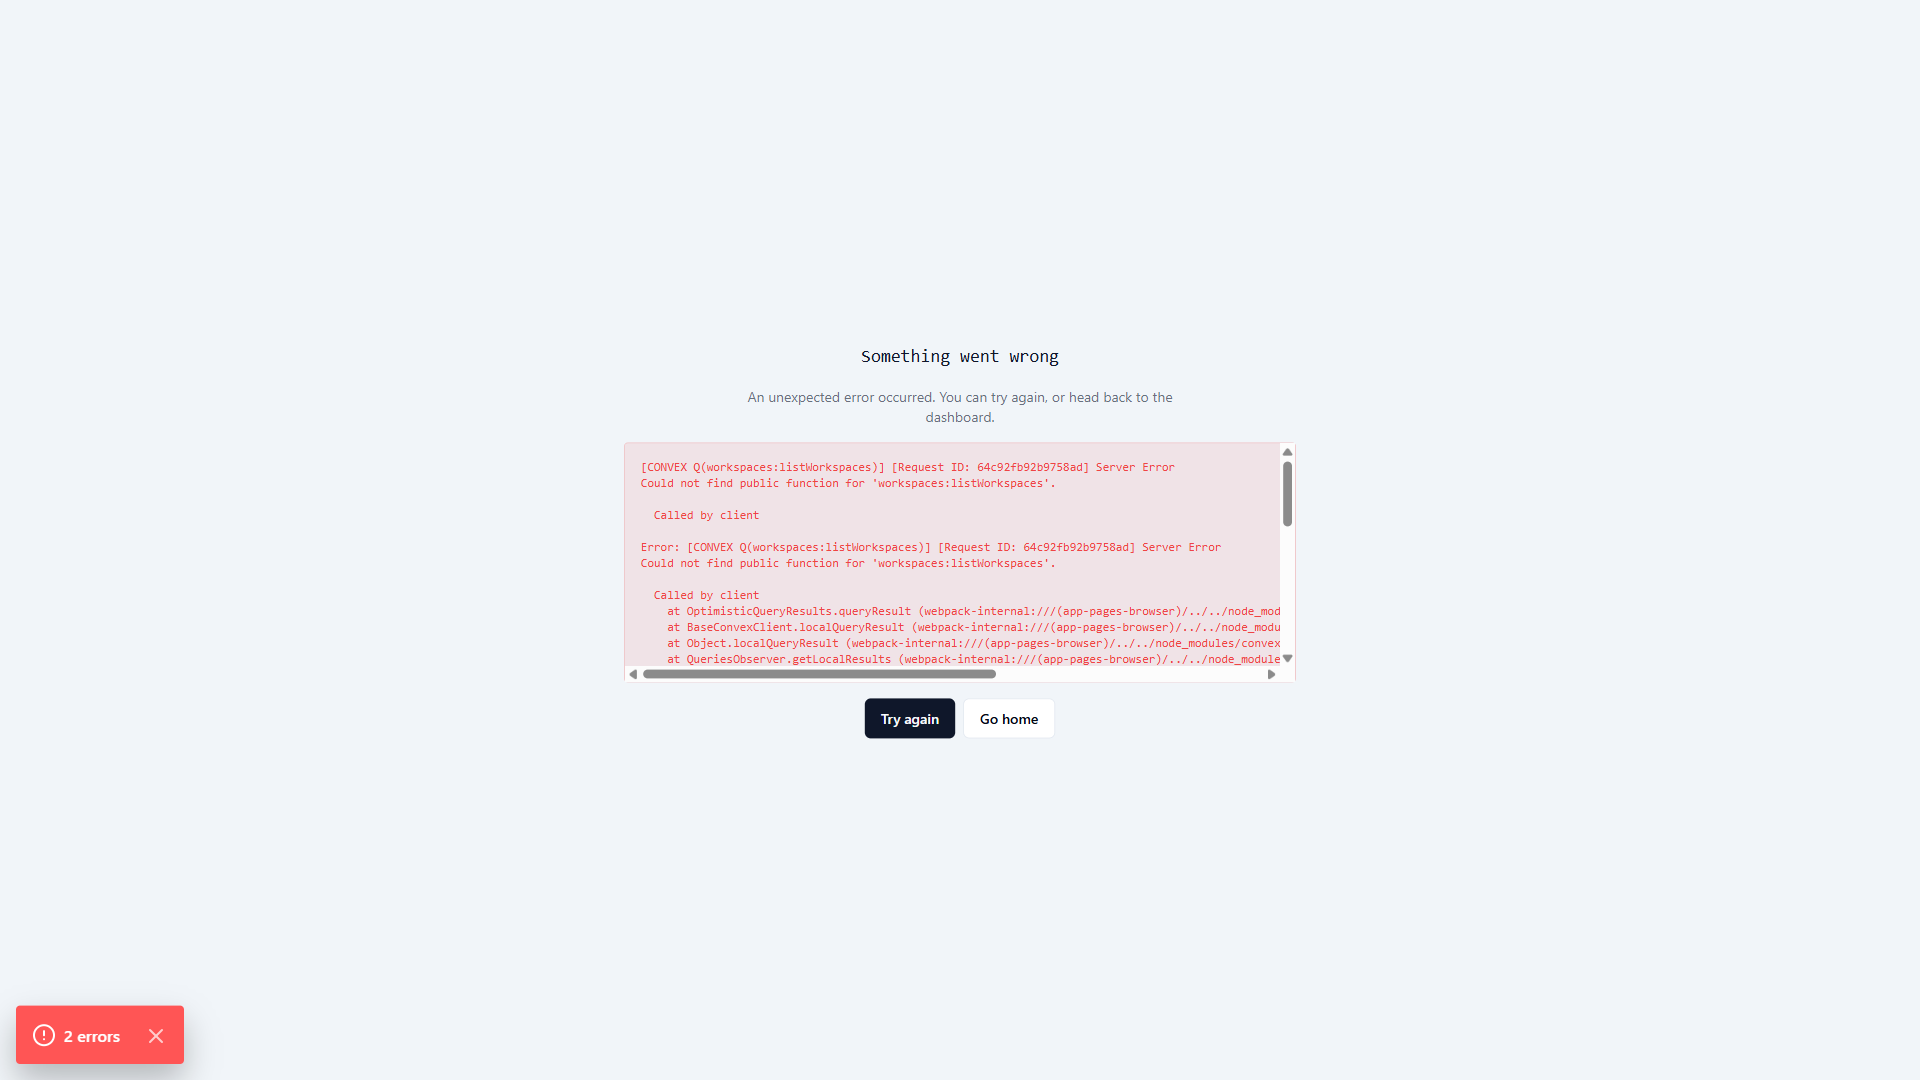 Something went wrong
An unexpected error occurred. You can try again, or head back to the
dashboard.
[CONVEX Q(workspaces:listWorkspaces)] [Request ID: 64c92fb92b9758ad] Server Error
Could not find public function for 'workspaces:listWorkspaces'.
Called by client
Error: [CONVEX Q(workspaces:listWorkspaces)] [Request ID: 64c92fb92b9758ad] Server Error
Could not find public function for 'workspaces:listWorkspaces'.
Called by client
at OptimisticQueryResults.queryResult (webpack-internal:///(app-pages-browser)/../../node_mod
at BaseConvexClient.localQueryResult (webpack-internal:///(app-pages-browser)/../../node_modu
at Object.localQueryResult (webpack-internal:///(app-pages-browser)/../../node_modules/convex
at QueriesObserver.getLocalResults (webpack-internal:///(app-pages-browser)/../../node_module
Try again
Go home
2 errors